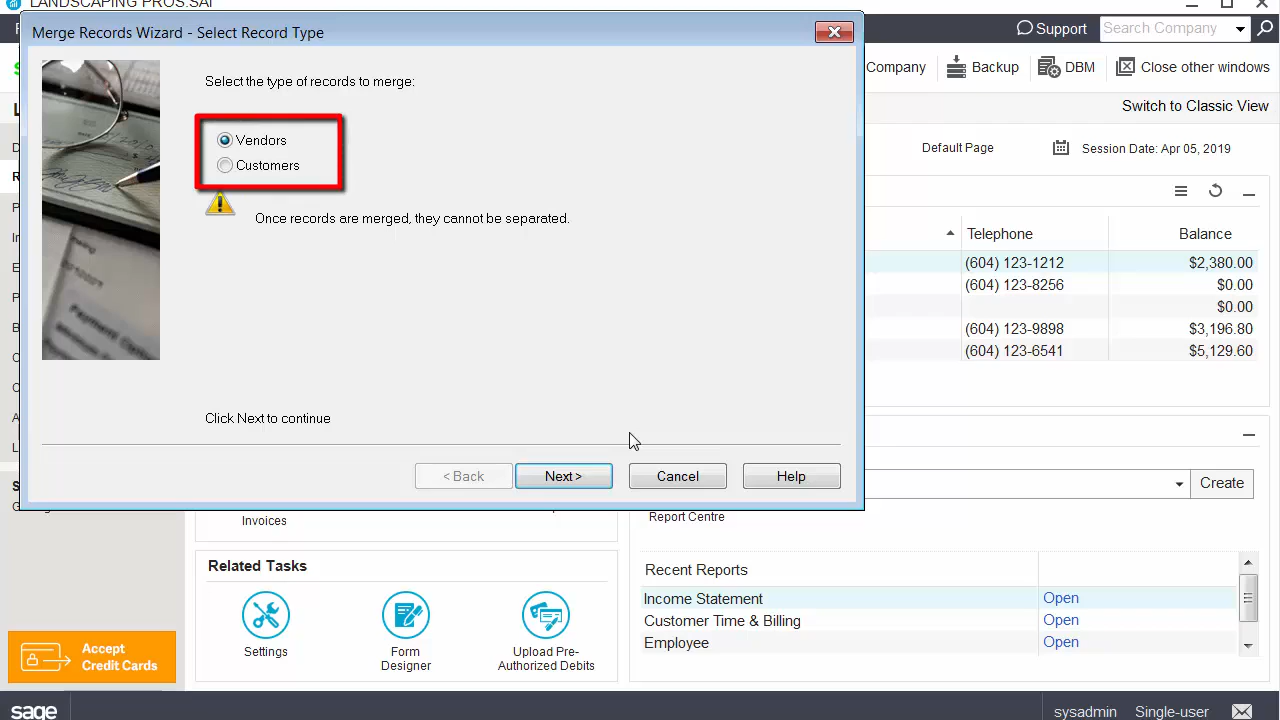 LANDSCAPING PROS.SAI
Merge Records Wizard - Select Record Type
Select the type of records to merge:
Vendors
Customers
Once records are merged, they cannot be separated.
Click Next to continue
< Back
Next>
Cancel
Help
Support
Search Company
Company
Backup
DBM
Close other windows
Switch to Classic View
Default Page
Session Date: Apr 05, 2019
Telephone
Balance
(604) 123-1212
$2,380.00
(604) 123-8256
$0.00
$0.00
(604) 123-9898
$3,196.80
(604) 123-6541
$5,129.60
Create
Invoices
Report Centre
Related Tasks
Settings
Form
Designer
Upload Pre-
Authorized Debits
Recent Reports
Income Statement
Open
Customer Time & Billing
Open
Employee
Open
Accept
Credit Cards
sage
sysadmin
Single-user